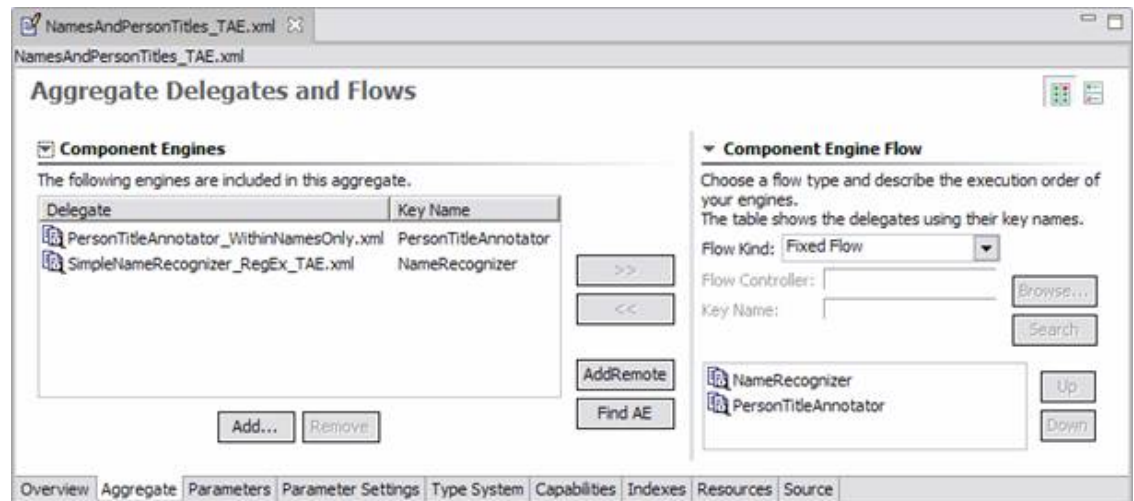 NamesAndPersonTitles_TAE.xml
NamesAndPersonTitles_TAE.xml
Aggregate Delegates and Flows
Component Engines
The following engines are included in this aggregate.
Delegate Key Name
PersonTitleAnnotator_WithinNamesOnly.xml PersonTitleAnnotator
SimpleNameRecognizer_RegEx_TAE.xml NameRecognizer
>>
<<
AddRemote
Find AE
Add... Remove
Component Engine Flow
Choose a flow type and describe the execution order of
your engines.
The table shows the delegates using their key names.
Flow Kind: Fixed Flow
Flow Controller:
Browse...
Key Name:
Search
NameRecognizer
PersonTitleAnnotator
Up
Down
Overview Aggregate Parameters Parameter Settings Type System Capabilities Indexes Resources Source